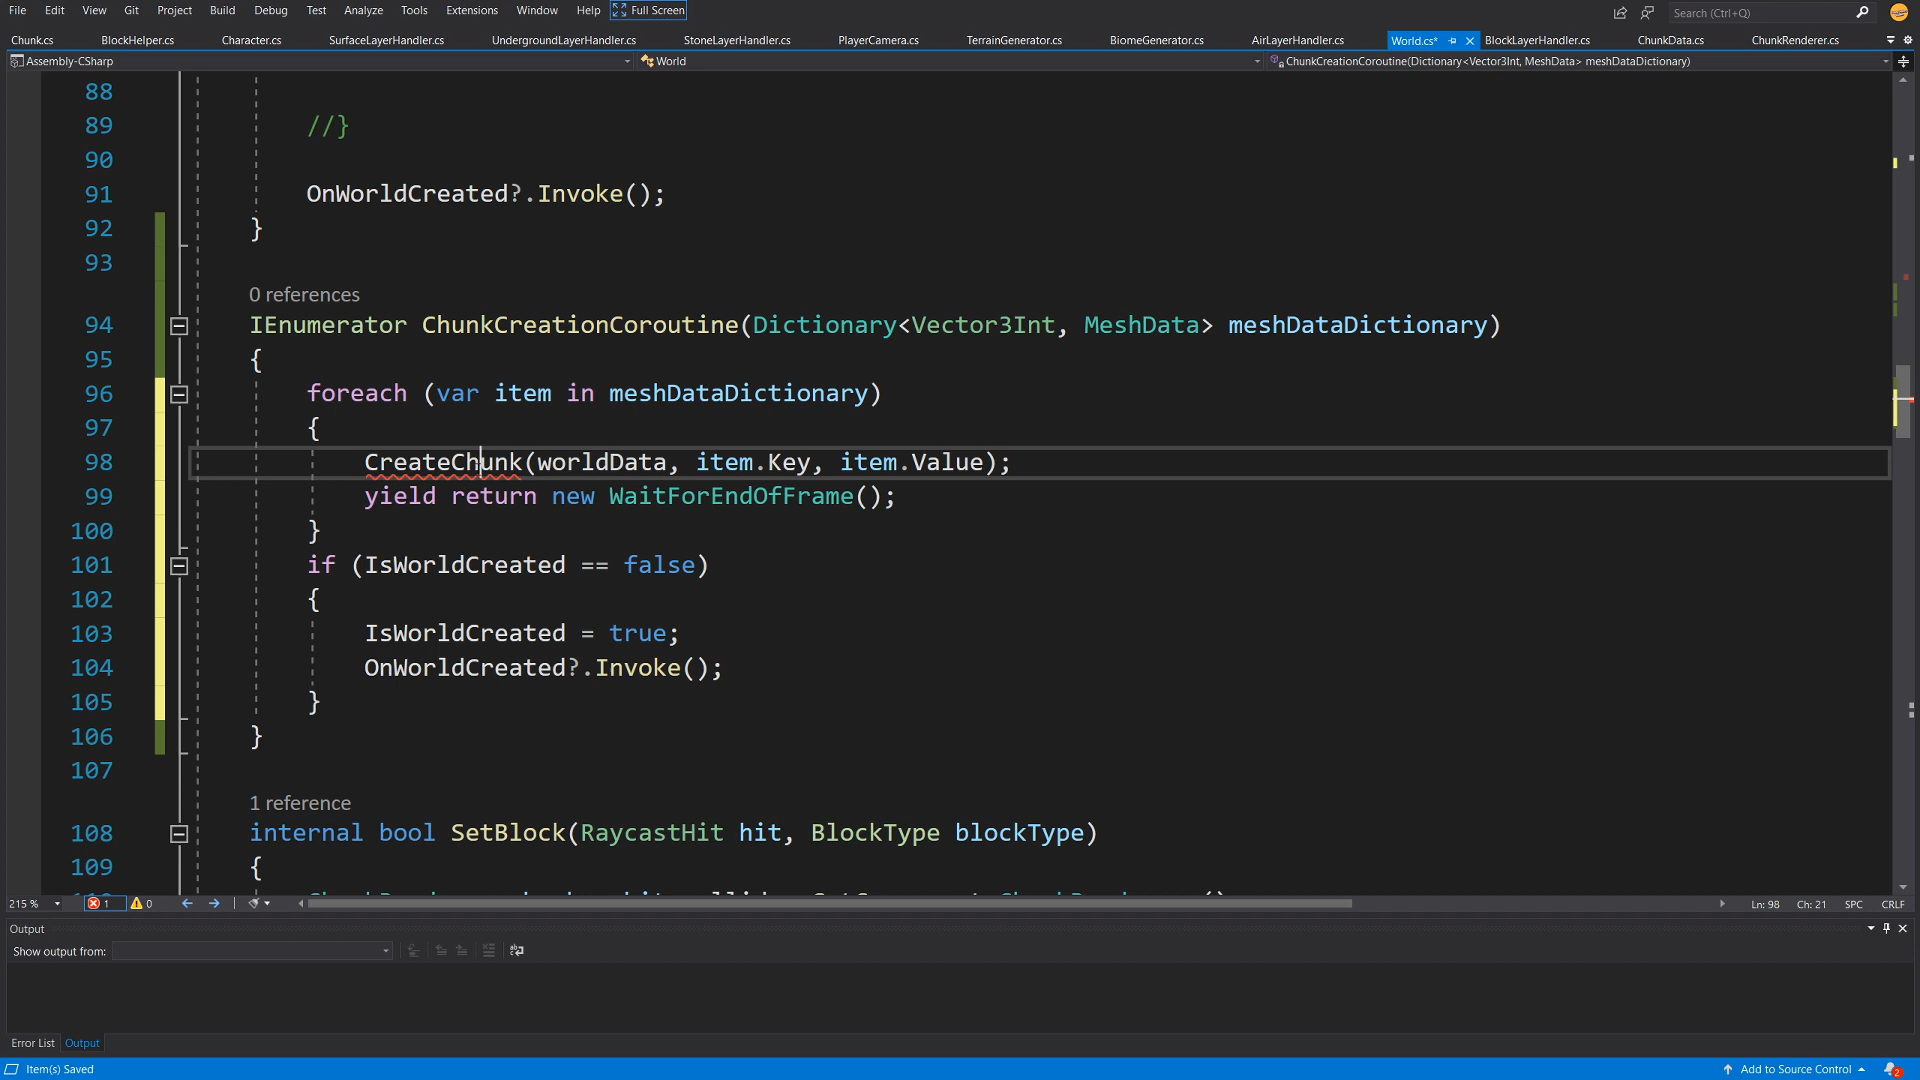 File Edit View Git Project Build Debug Test Analyze Tools Extensions Window Help Full Screen Search (Ctrl+Q)
Chunk.cs BlockHelper.cs Character.cs SurfaceLayerHandler.cs UndergroundLayerHandler.cs StoneLayerHandler.cs PlayerCamera.cs TerrainGenerator.cs BiomeGenerator.cs AirLayerHandler.cs World.cs* BlockLayerHandler.cs ChunkData.cs ChunkRenderer.cs
Assembly-CSharp World ChunkCreationCoroutine(Dictionary<Vector3Int, MeshData> meshDataDictionary)
88
89 //}
90
91 OnWorldCreated?.Invoke();
92 }
93
0 references
94 IEnumerator ChunkCreationCoroutine(Dictionary<Vector3Int, MeshData> meshDataDictionary)
95 {
96 foreach (var item in meshDataDictionary)
97 {
98 CreateChunk(worldData, item.Key, item.Value);
99 yield return new WaitForEndOfFrame();
100 }
101 if (IsWorldCreated == false)
102 {
103 IsWorldCreated = true;
104 OnWorldCreated?.Invoke();
105 }
106 }
107
1 reference
108 internal bool SetBlock(RaycastHit hit, BlockType blockType)
109 {
215 % 1 0 Ln: 98 Ch: 21 SPC CRLF
Output
Show output from:
Error List Output
Item(s) Saved Add to Source Control 2